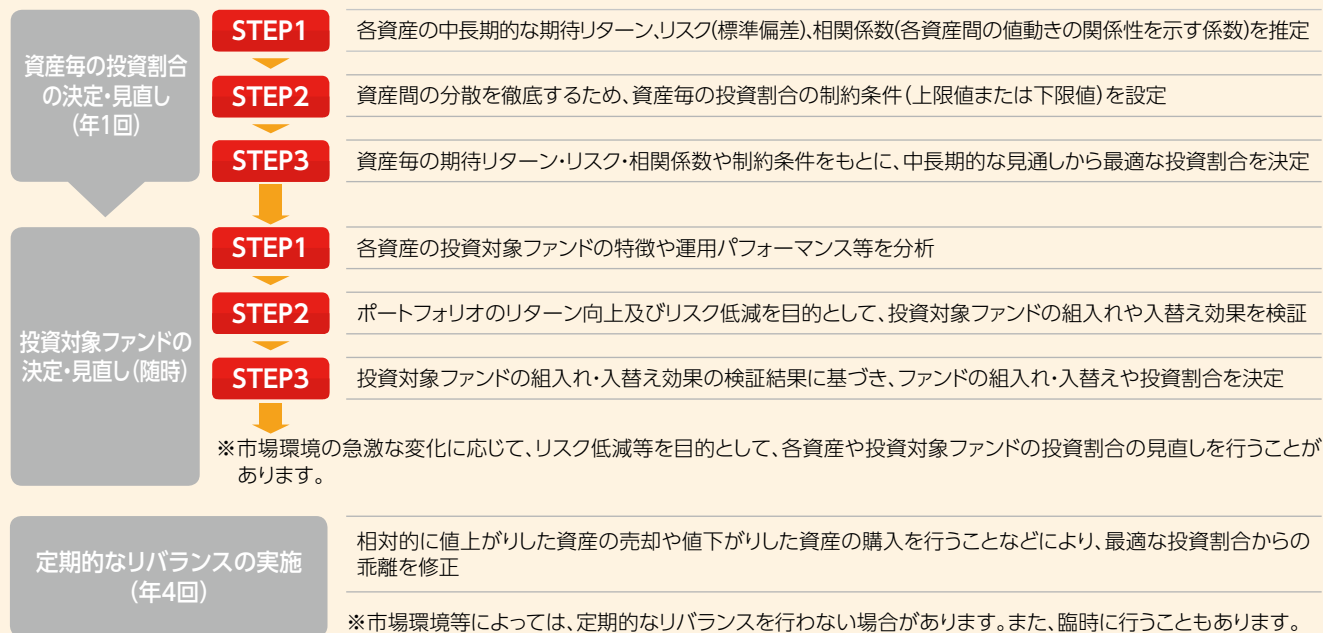 資産毎の投資割合
の決定・見直し
(年1回)
STEP1
各資産の中長期的な期待リターン、リスク(標準偏差)、相関係数(各資産間の値動きの関係性を示す係数)を推定
STEP2
資産間の分散を徹底するため、資産毎の投資割合の制約条件(上限値または下限値)を設定
STEP3
資産毎の期待リターン・リスク・相関係数や制約条件をもとに、中長期的な見通しから最適な投資割合を決定
投資対象ファンドの
決定・見直し(随時)
STEP1
各資産の投資対象ファンドの特徴や運用パフォーマンス等を分析
STEP2
ポートフォリオのリターン向上及びリスク低減を目的として、投資対象ファンドの組入れや入替え効果を検証
STEP3
投資対象ファンドの組入れ・入替え効果の検証結果に基づき、ファンドの組入れ・入替えや投資割合を決定
※市場環境の急激な変化に応じて、リスク低減等を目的として、各資産や投資対象ファンドの投資割合の見直しを行うことが
あります。
定期的なリバランスの実施
(年4回)
相対的に値上がりした資産の売却や値下がりした資産の購入を行うことなどにより、最適な投資割合からの
乖離を修正
※市場環境等によっては、定期的なリバランスを行わない場合があります。また、臨時に行うこともあります。